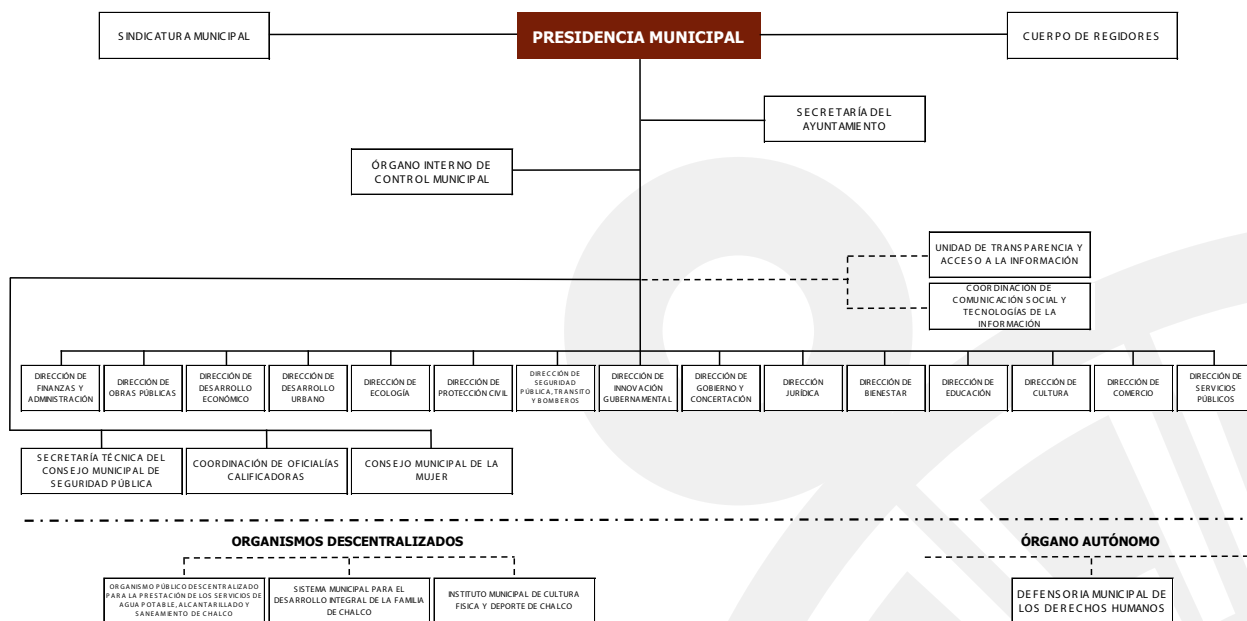 SINDICATURA MUNICIPAL
PRESIDENCIA MUNICIPAL
CUERPO DE REGIDORES
SECRETARÍA DEL
AYUNTAMIENTO
ÓRGANO INTERNO DE
CONTROL MUNICIPAL
UNIDAD DE TRANSPARENCIA Y
ACCESO A LA INFORMACIÓN
COORDINACIÓN DE
COMUNICACIÓN SOCIAL Y
TECNOLOGÍAS DE LA
INFORMACIÓN
DIRECCIÓN DE
FINANZAS Y
ADMINISTRACIÓN
DIRECCIÓN DE
OBRAS PÚBLICAS
DIRECCIÓN DE
DESARROLLO
ECONÓMICO
DIRECCIÓN DE
DESARROLLO
URBANO
DIRECCIÓN DE
ECOLOGÍA
DIRECCIÓN DE
PROTECCIÓN CIVIL
DIRECCIÓN DE
SEGURIDAD
PÚBLICA, TRANSITO
Y BOMBEROS
DIRECCIÓN DE
INNOVACIÓN
GUBERNAMENTAL
DIRECCIÓN DE
GOBIERNO Y
CONCERTACIÓN
DIRECCIÓN
JURÍDICA
DIRECCIÓN DE
BIENESTAR
DIRECCIÓN DE
EDUCACIÓN
DIRECCIÓN DE
CULTURA
DIRECCIÓN DE
COMERCIO
DIRECCIÓN DE
SERVICIOS
PÚBLICOS
SECRETARÍA TÉCNICA DEL
CONSEJO MUNICIPAL DE
SEGURIDAD PÚBLICA
COORDINACIÓN DE OFICIALÍAS
CALIFICADORAS
CONSEJO MUNICIPAL DE LA
MUJER
ORGANISMOS DESCENTRALIZADOS
ÓRGANO AUTÓNOMO
ORGANISMO PÚBLICO DESCENTRALIZADO
PARA LA PRESTACIÓN DE LOS SERVICIOS DE
AGUA POTABLE, ALCANTARILLADO Y
SANEAMIENTO DE CHALCO
SISTEMA MUNICIPAL PARA EL
DESARROLLO INTEGRAL DE LA FAMILIA
DE CHALCO
INSTITUTO MUNICIPAL DE CULTURA
FISICA Y DEPORTE DE CHALCO
DEFENSORIA MUNICIPAL DE
LOS DERECHOS HUMANOS